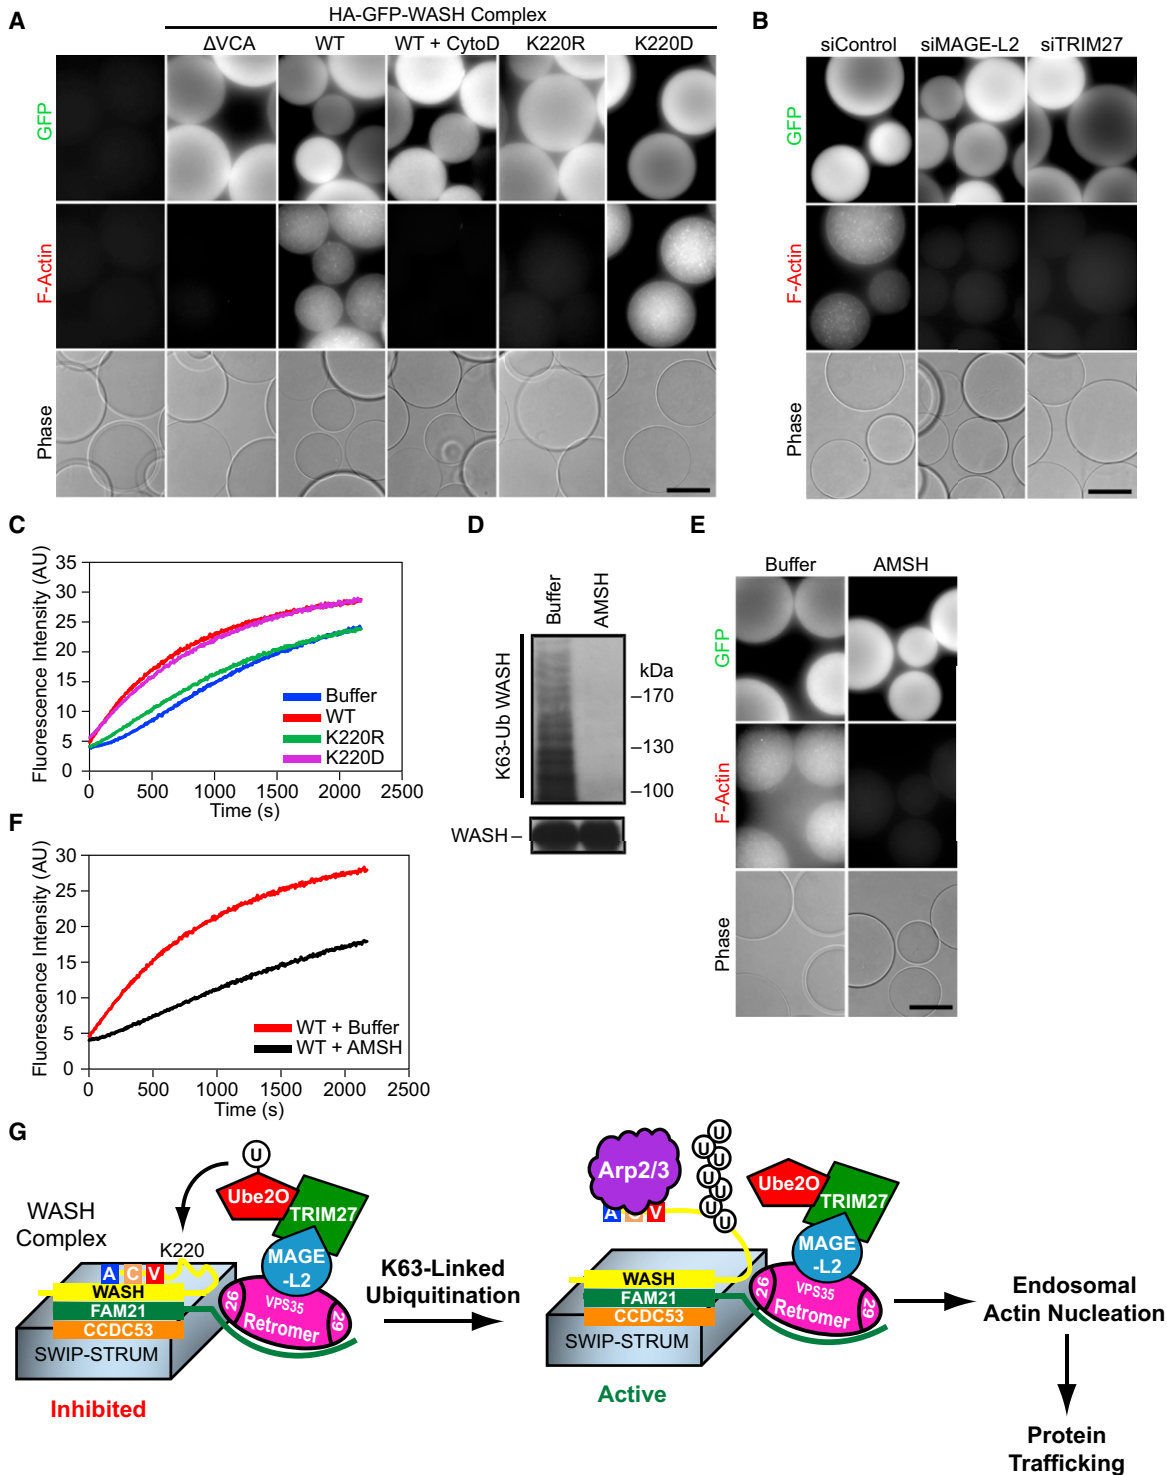 A
HA-GFP-WASH Complex
ΔVCA
WT
WT + CytoD
K220R
K220D
GFP
F-Actin
Phase
B
siControl
siMAGE-L2
siTRIM27
GFP
F-Actin
Phase
C
Fluorescence Intensity (AU)
35
30
25
20
15
10
5
0
0
500
1000
1500
2000
2500
Time (s)
Buffer
WT
K220R
K220D
D
Buffer
AMSH
K63-Ub WASH
kDa
–170
–130
–100
WASH –
E
Buffer
AMSH
GFP
F-Actin
Phase
F
Fluorescence Intensity (AU)
30
25
20
15
10
5
0
0
500
1000
1500
2000
2500
Time (s)
WT + Buffer
WT + AMSH
G
U
Ube2O
TRIM27
WASH
Complex
K220
MAGE
-L2
A C V
WASH
FAM21
CCDC53
SWIP-STRUM
26
VPS35
29
Retromer
Inhibited
K63-Linked
Ubiquitination
Arp2/3
U
U
U
U
U
U
U
U
A C V
Ube2O
TRIM27
MAGE
-L2
WASH
FAM21
CCDC53
SWIP-STRUM
26
VPS35
29
Retromer
Active
Endosomal
Actin Nucleation
Protein
Trafficking